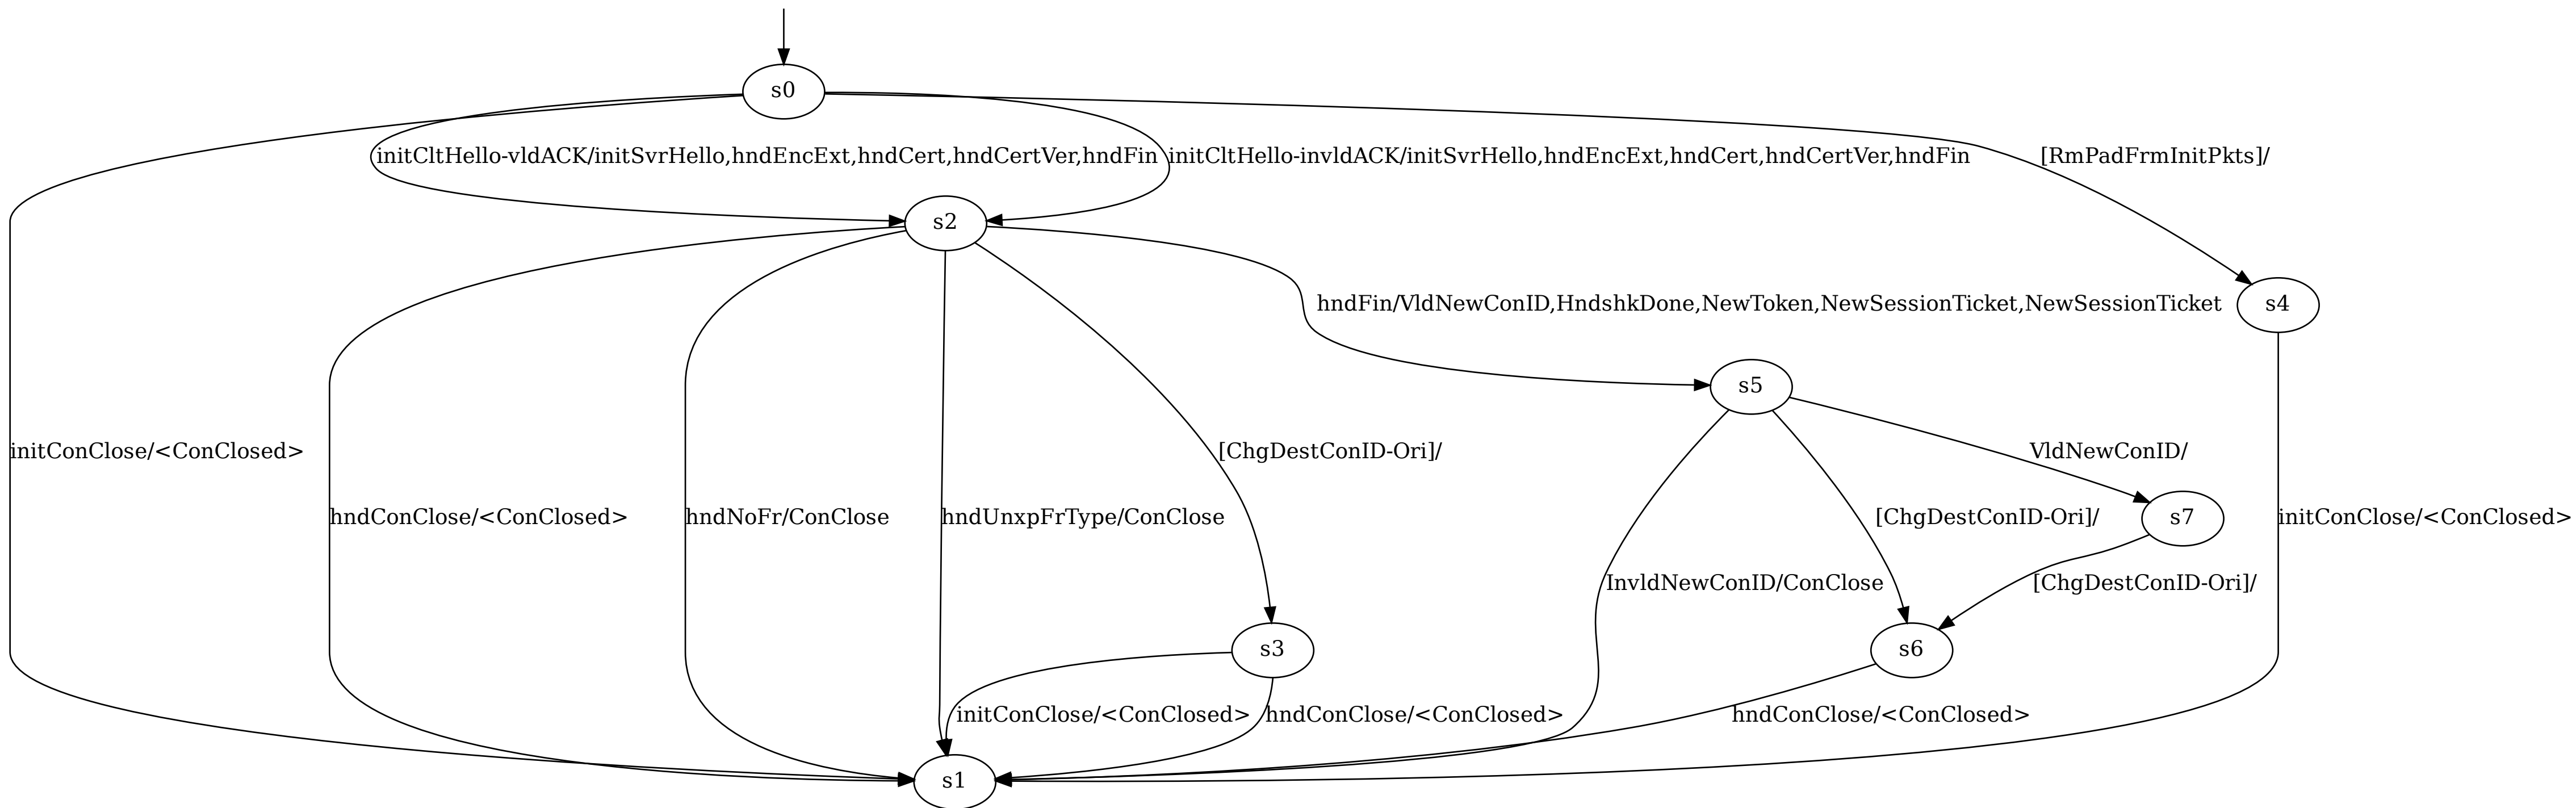 s0
initCltHello-vldACK/initSvrHello,hndEncExt,hndCert,hndCertVer,hndFin
initCltHello-invldACK/initSvrHello,hndEncExt,hndCert,hndCertVer,hndFin
[RmPadFrmInitPkts]/
s2
hndFin/VldNewConID,HndshkDone,NewToken,NewSessionTicket,NewSessionTicket
s4
s5
initConClose/<ConClosed>
[ChgDestConID-Ori]/
VldNewConID/
hndConClose/<ConClosed>
hndNoFr/ConClose
hndUnxpFrType/ConClose
[ChgDestConID-Ori]/
s7
initConClose/<ConClosed>
InvldNewConID/ConClose
[ChgDestConID-Ori]/
s3
s6
initConClose/<ConClosed>
hndConClose/<ConClosed>
hndConClose/<ConClosed>
s1